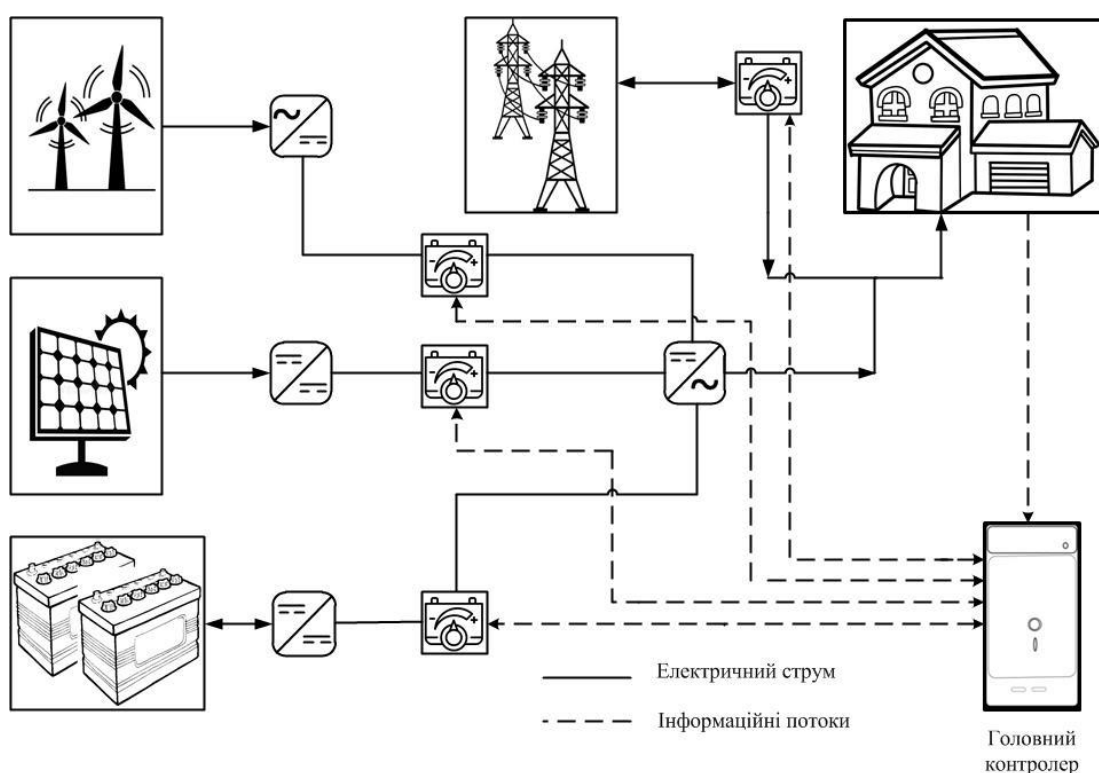 Електричний струм
Інформаційні потоки
Головний
контролер